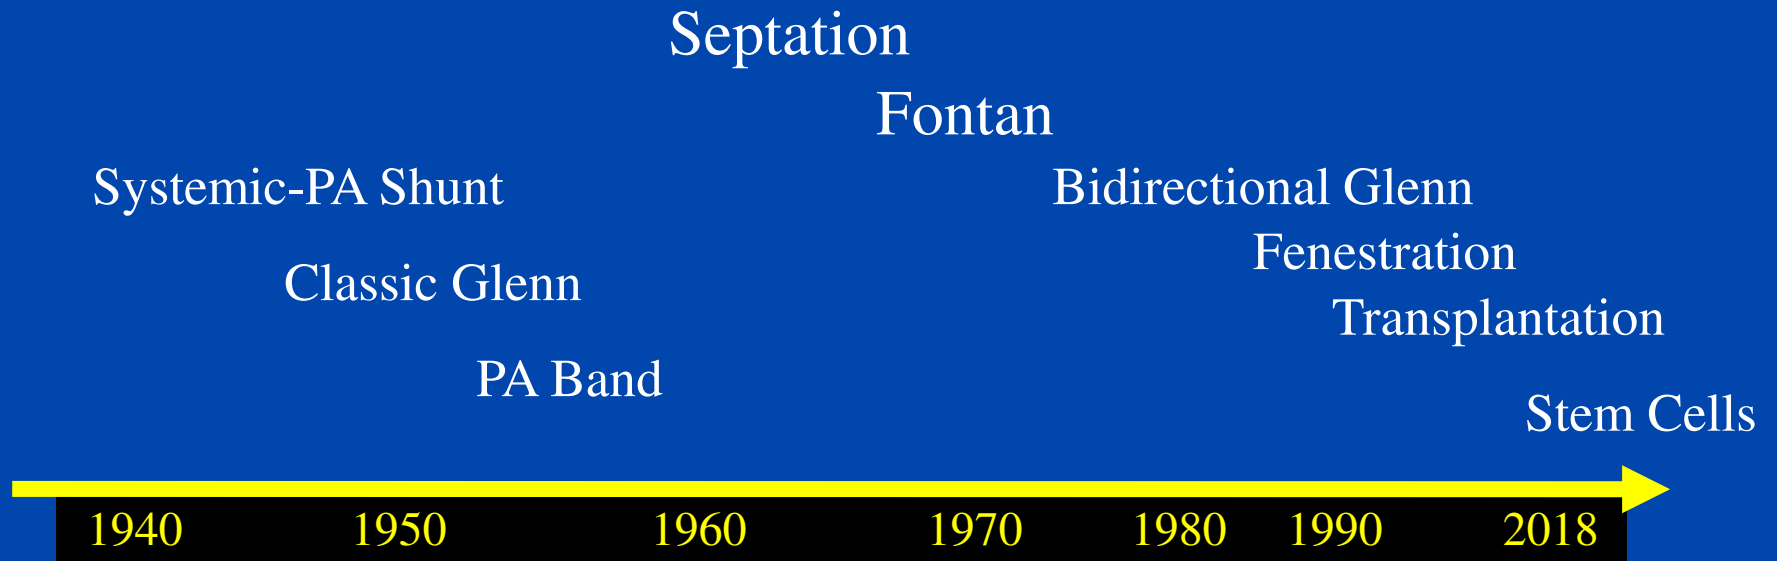 Septation
Fontan
Systemic-PA Shunt
Bidirectional Glenn
Fenestration
Classic Glenn
Transplantation
PA Band
Stem Cells
1940 1950 1960 1970 1980 1990 2018